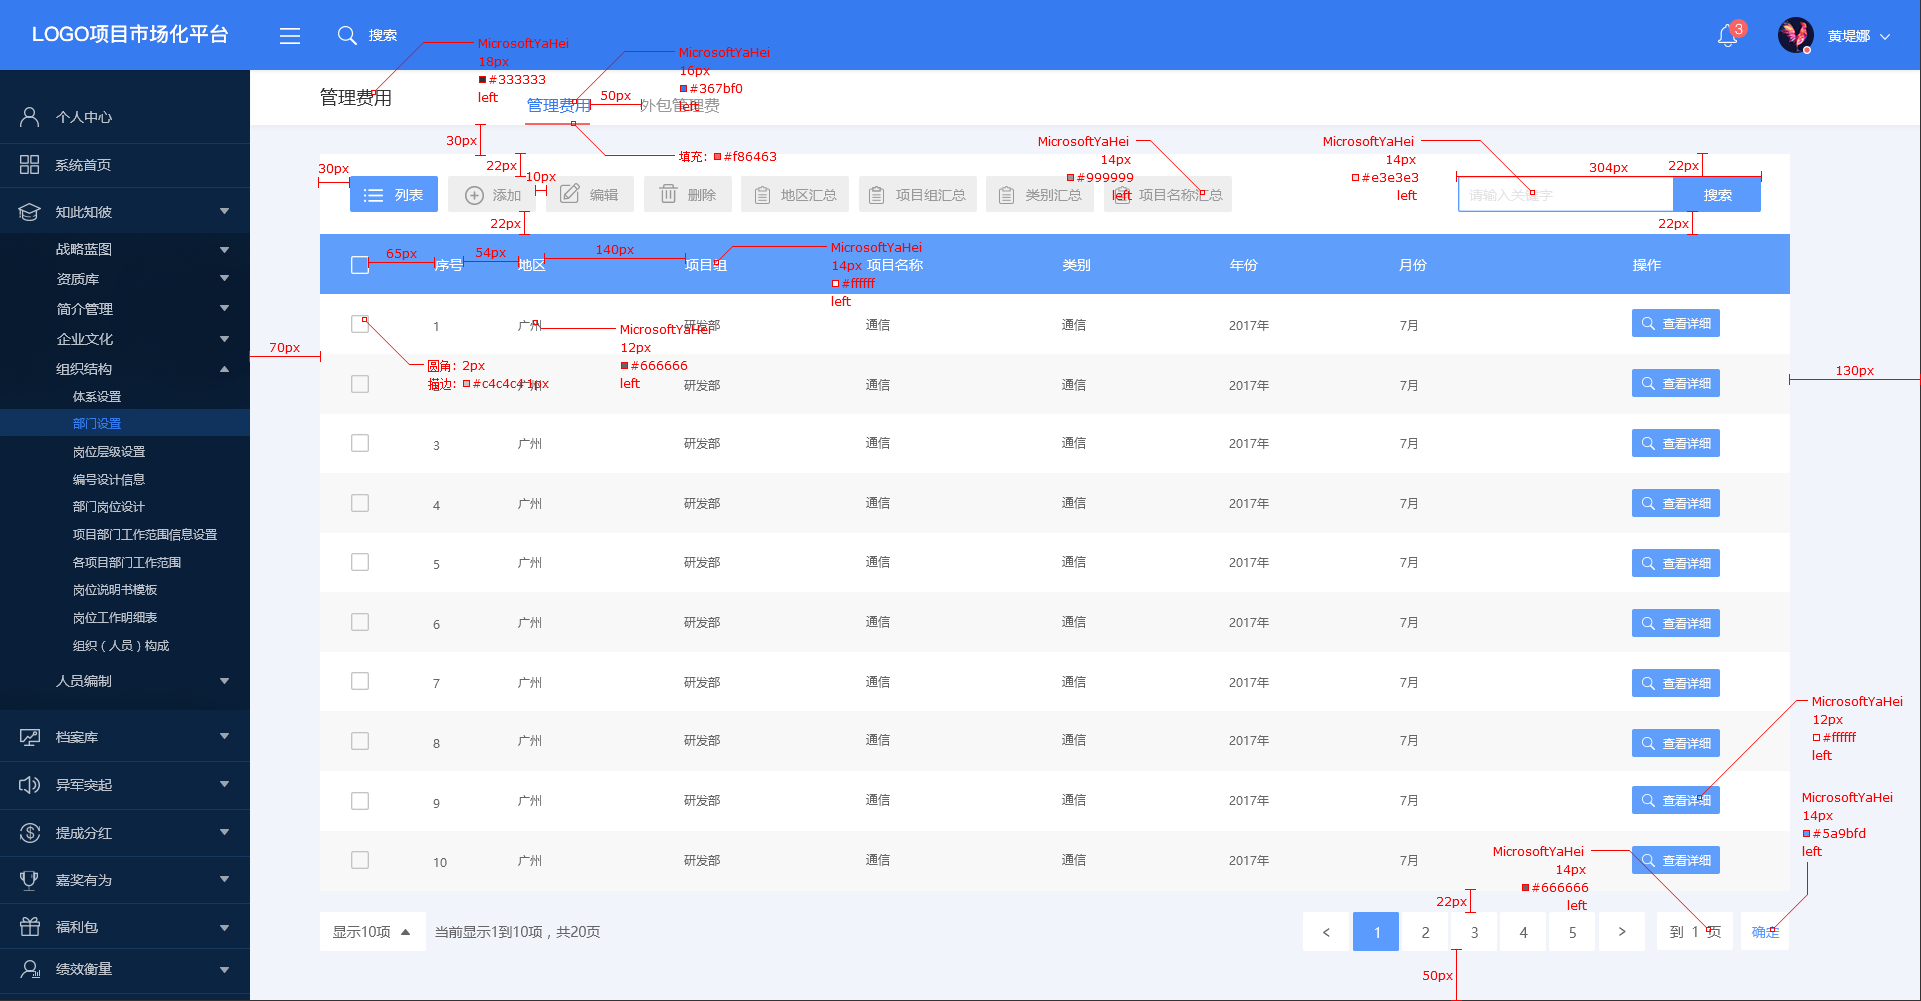 LOGO项目市场化平台
搜索
3
黄堤娜
个人中心
系统首页
知此知彼
战略蓝图
资质库
简介管理
企业文化
组织结构
体系设置
部门设置
岗位层级设置
编号设计信息
部门岗位设计
项目部门工作范围信息设置
各项目部门工作范围
岗位说明书模板
岗位工作明细表
组织（人员）构成
人员编制
档案库
异军突起
提成分红
嘉奖有为
福利包
绩效衡量
管理费用
MicrosoftYaHei
18px
#333333
left
管理费用
50px
外包管理费
MicrosoftYaHei
16px
#367bf0
left
30px
填充: #f86463
22px
30px
10px
列表
添加
编辑
删除
地区汇总
项目组汇总
类别汇总
项目名称汇总
MicrosoftYaHei
14px
#999999
left
MicrosoftYaHei
14px
#e3e3e3
left
304px
22px
请输入关键字
搜索
22px
22px
65px
54px
140px
序号 地区 项目组 项目名称 类别 年份 月份 操作
MicrosoftYaHei
14px
#ffffff
left
1 广州 研发部 通信 通信 2017年 7月 查看详细
MicrosoftYaHei
12px
#666666
left
圆角: 2px
描边: #c4c4c4 1px
70px
130px
广州 研发部 通信 通信 2017年 7月 查看详细
3 广州 研发部 通信 通信 2017年 7月 查看详细
4 广州 研发部 通信 通信 2017年 7月 查看详细
5 广州 研发部 通信 通信 2017年 7月 查看详细
6 广州 研发部 通信 通信 2017年 7月 查看详细
7 广州 研发部 通信 通信 2017年 7月 查看详细
8 广州 研发部 通信 通信 2017年 7月 查看详细
9 广州 研发部 通信 通信 2017年 7月 查看详细
10 广州 研发部 通信 通信 2017年 7月 查看详细
MicrosoftYaHei
12px
#ffffff
left
MicrosoftYaHei
14px
#5a9bfd
left
MicrosoftYaHei
14px
#666666
left
22px
显示10项
当前显示1到10项，共20页
< 1 2 3 4 5 >
到 1 页
确定
50px